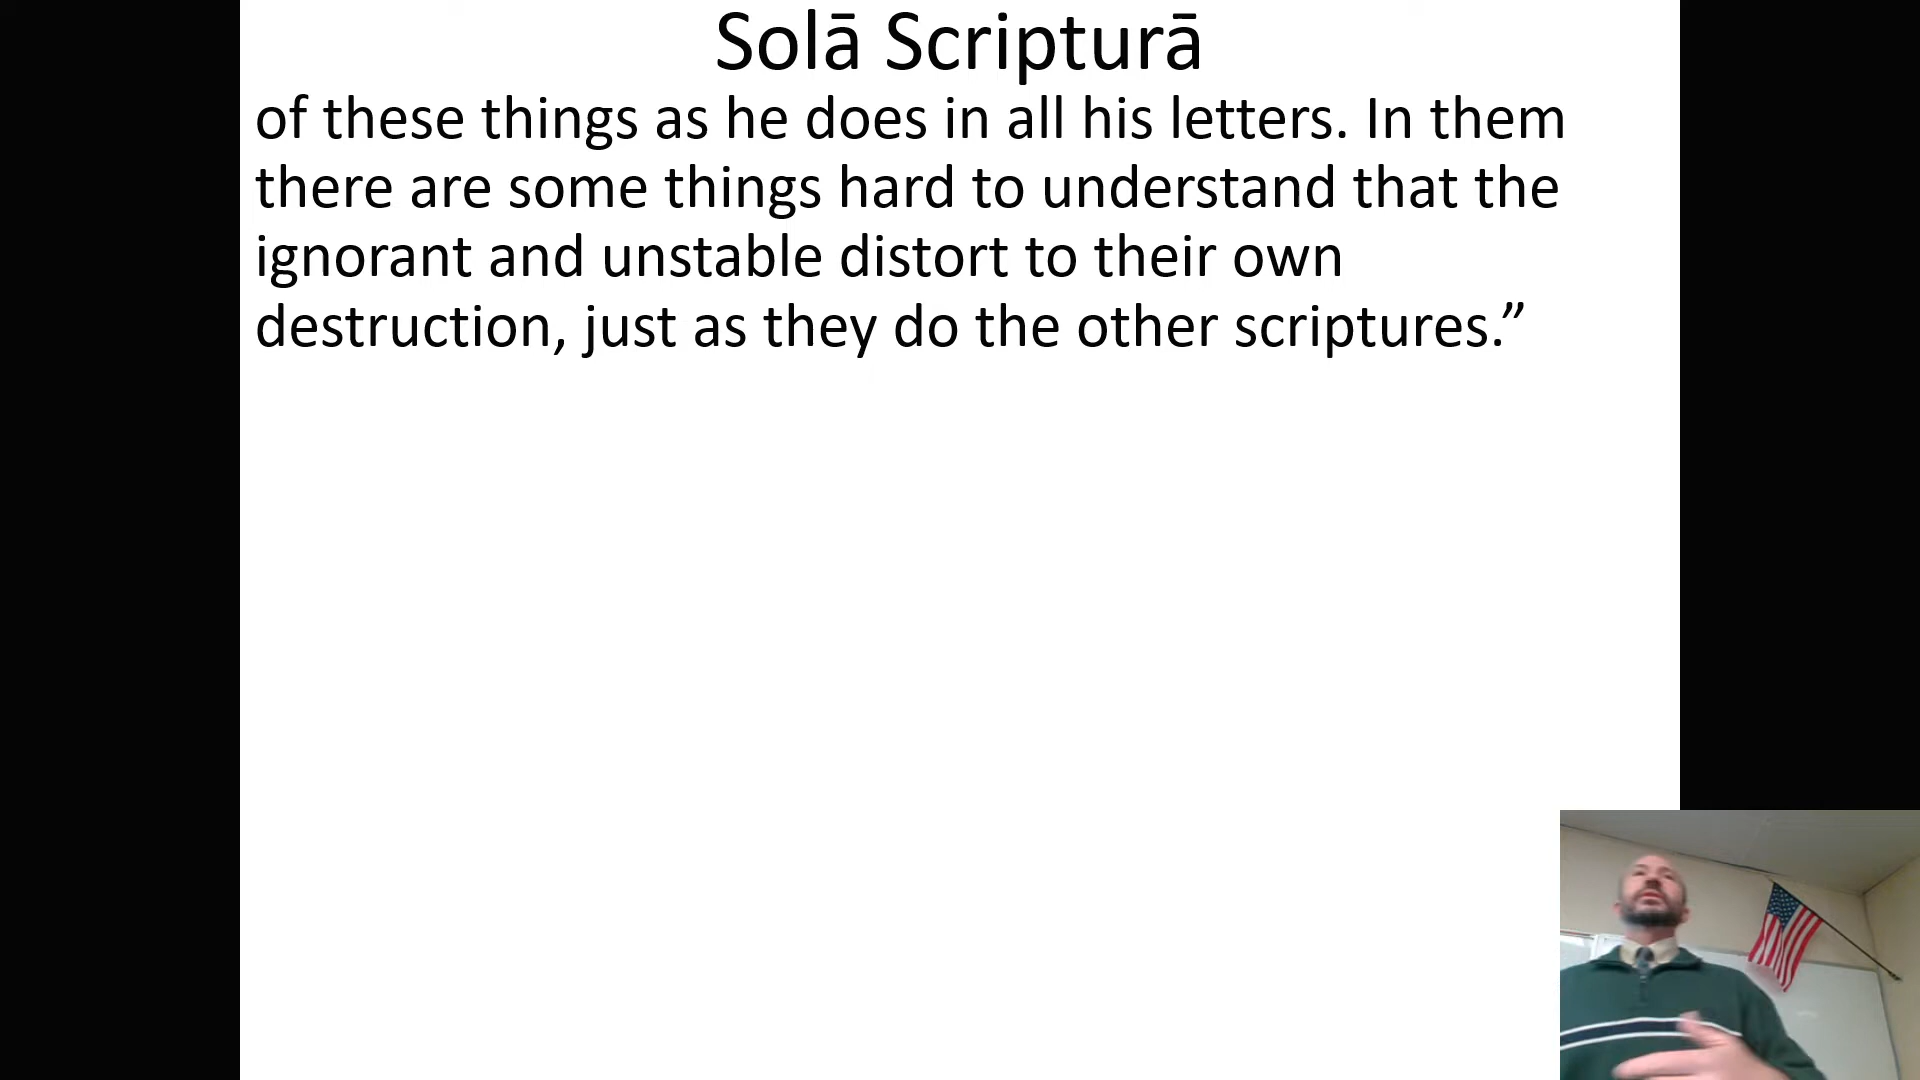 Solā Scripturā
of these things as he does in all his letters. In them
there are some things hard to understand that the
ignorant and unstable distort to their own
destruction, just as they do the other scriptures.”